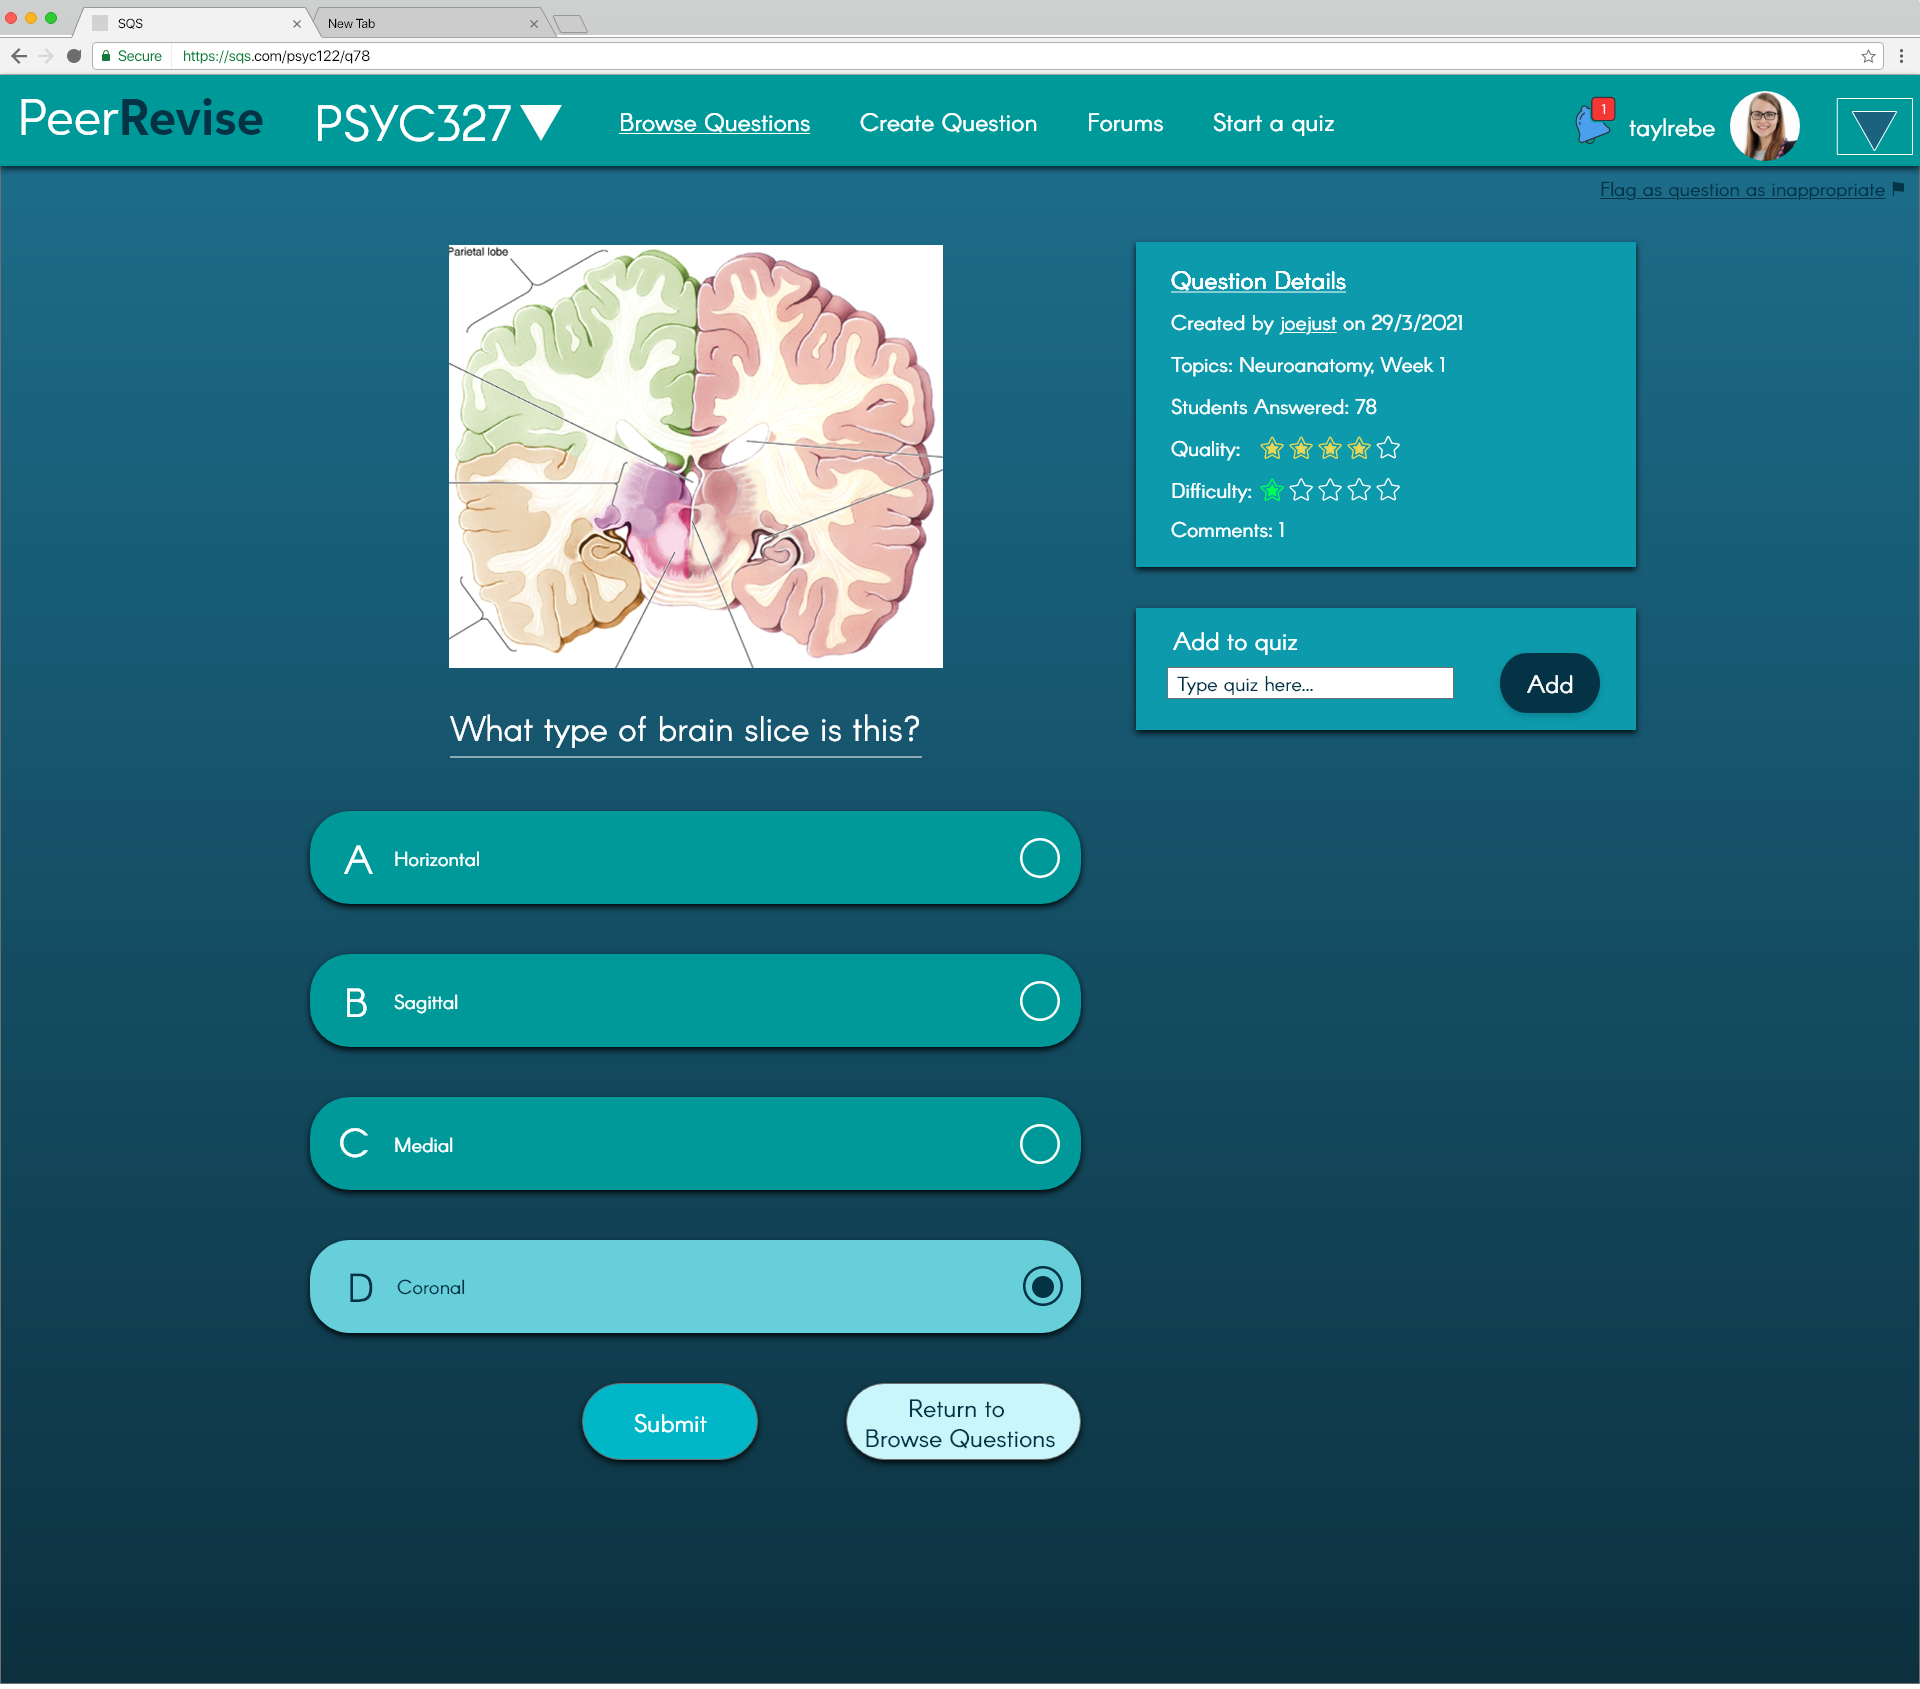 SQS
New Tab
Secure
https://sqs.com/psyc122/q78
PeerRevise
PSYC327
Browse Questions
Create Question
Forums
Start a quiz
1
taylrebe
Flag as question as inappropriate
Parietal lobe
Question Details
Created by joejust on 29/3/2021
Topics: Neuroanatomy, Week 1
Students Answered: 78
Quality:
Difficulty:
Comments: 1
Add to quiz
Type quiz here...
Add
What type of brain slice is this?
A Horizontal
B Sagittal
C Medial
D Coronal
Submit
Return to
Browse Questions